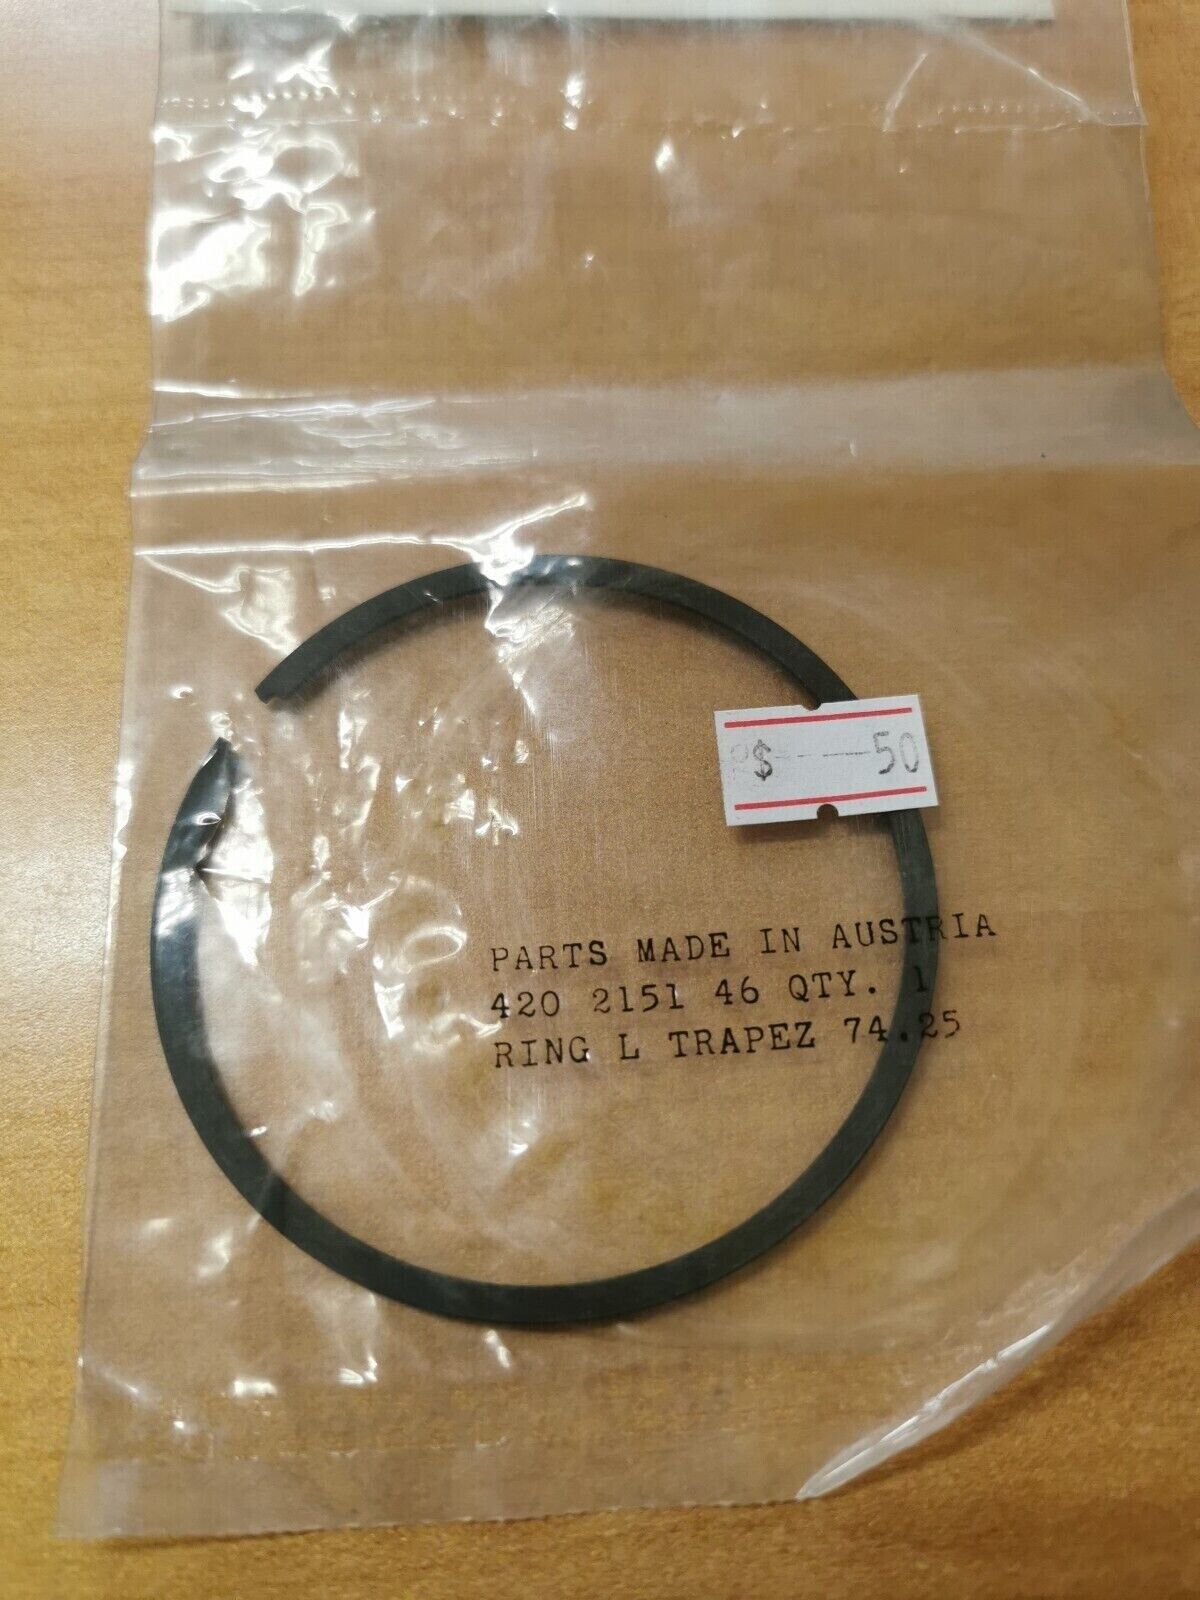 $ ---- 50
PARTS MADE IN AUSTRIA
420 2151 46 QTY. 1
RING L TRAPEZ 74.25